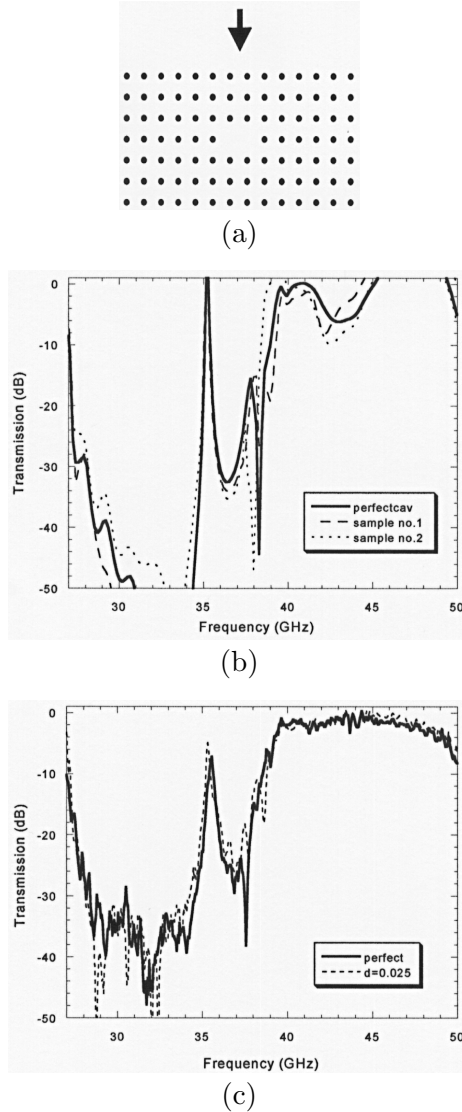 (a)
0
-10
-20
-30
-40
-50
Transmission (dB)
perfectcav
sample no.1
sample no.2
30 35 40 45 50
Frequency (GHz)
(b)
0
-10
-20
-30
-40
-50
Transmission (dB)
perfect
d=0.025
30 35 40 45 50
Frequency (GHz)
(c)